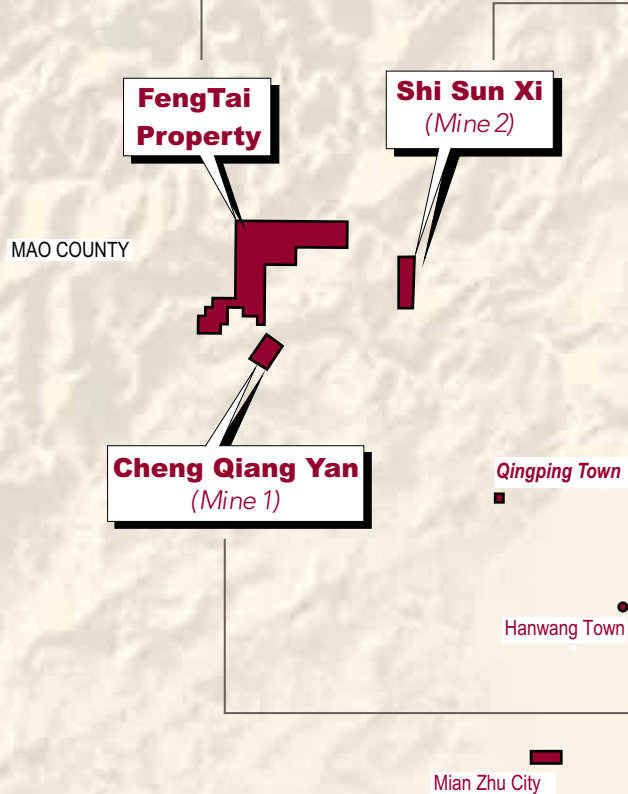 FengTai
Property
Shi Sun Xi
(Mine 2)
MAO COUNTY
Cheng Qiang Yan
(Mine 1)
Qingping Town
Hanwang Town
Mian Zhu City